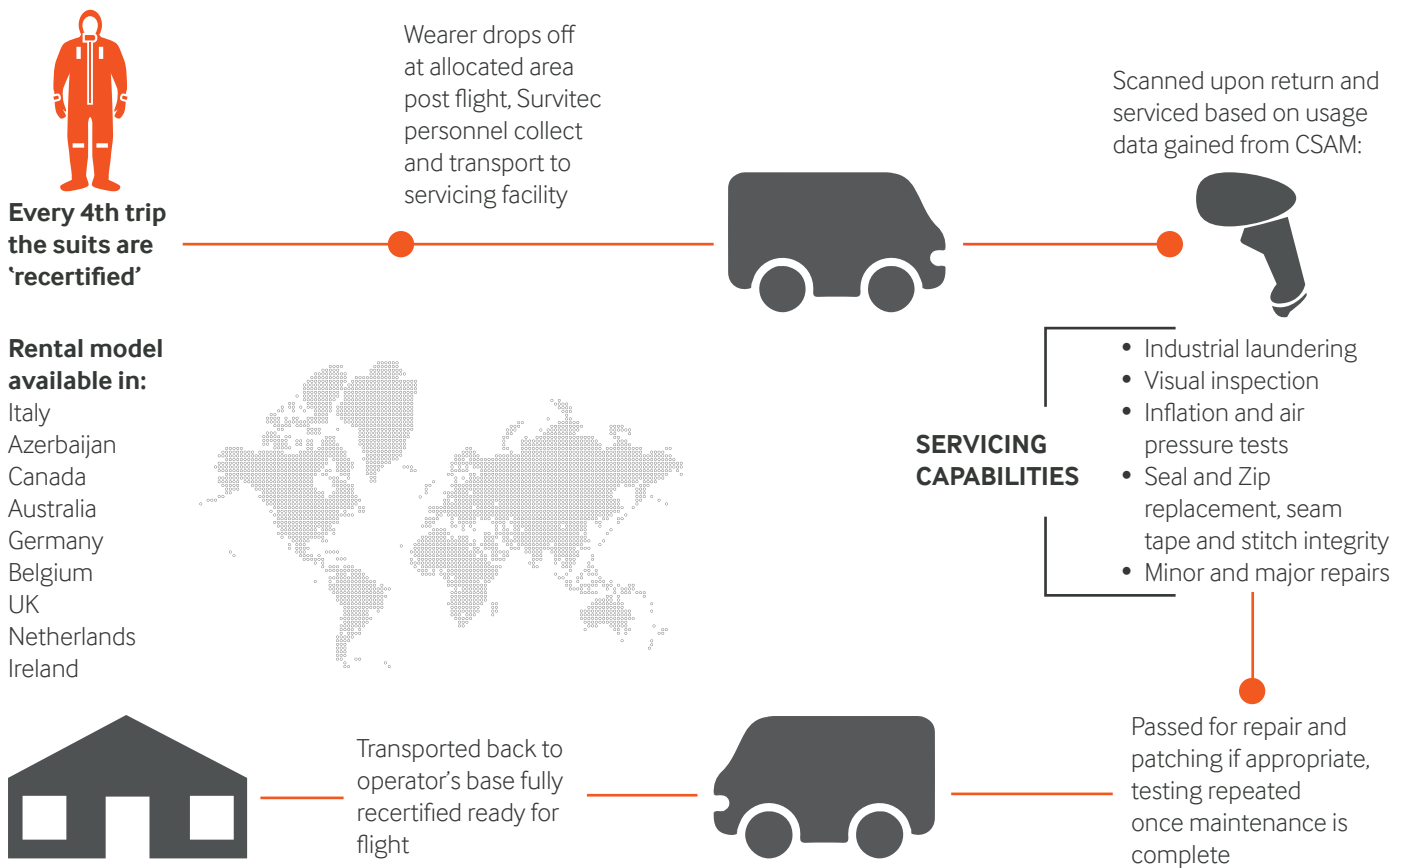 Every 4th trip
the suits are
‘recertified’
Wearer drops off
at allocated area
post flight, Survitec
personnel collect
and transport to
servicing facility
Scanned upon return and
serviced based on usage
data gained from CSAM:
SERVICING
CAPABILITIES
• Industrial laundering
• Visual inspection
• Inflation and air
pressure tests
• Seal and Zip
replacement, seam
tape and stitch integrity
• Minor and major repairs
Rental model
available in:
Italy
Azerbaijan
Canada
Australia
Germany
Belgium
UK
Netherlands
Ireland
Passed for repair and
patching if appropriate,
testing repeated
once maintenance is
complete
Transported back to
operator’s base fully
recertified ready for
flight